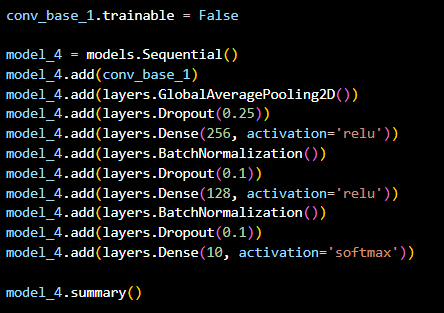 conv_base_1.trainable = False
model_4 = models.Sequential()
model_4.add(conv_base_1)
model_4.add(layers.GlobalAveragePooling2D())
model_4.add(layers.Dropout(0.25))
model_4.add(layers.Dense(256, activation='relu'))
model_4.add(layers.BatchNormalization())
model_4.add(layers.Dropout(0.1))
model_4.add(layers.Dense(128, activation='relu'))
model_4.add(layers.BatchNormalization())
model_4.add(layers.Dropout(0.1))
model_4.add(layers.Dense(10, activation='softmax'))
model_4.summary()